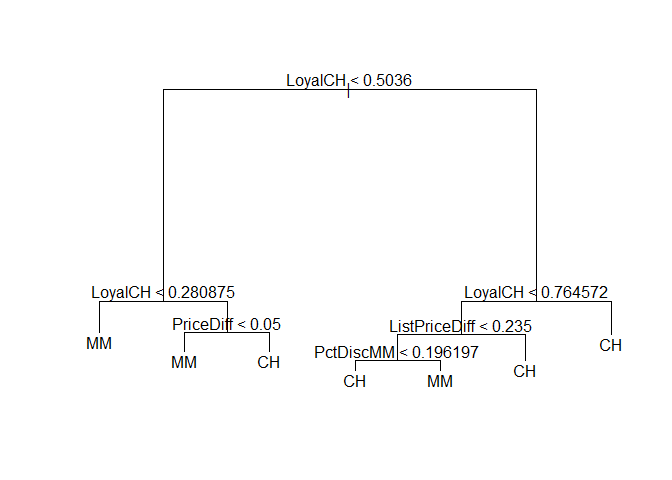 LoyalCH < 0.5036
LoyalCH < 0.280875
LoyalCH < 0.764572
PriceDiff < 0.05
ListPriceDiff < 0.235
MM
CH
PctDiscMM < 0.196197
MM
CH
CH
CH
MM